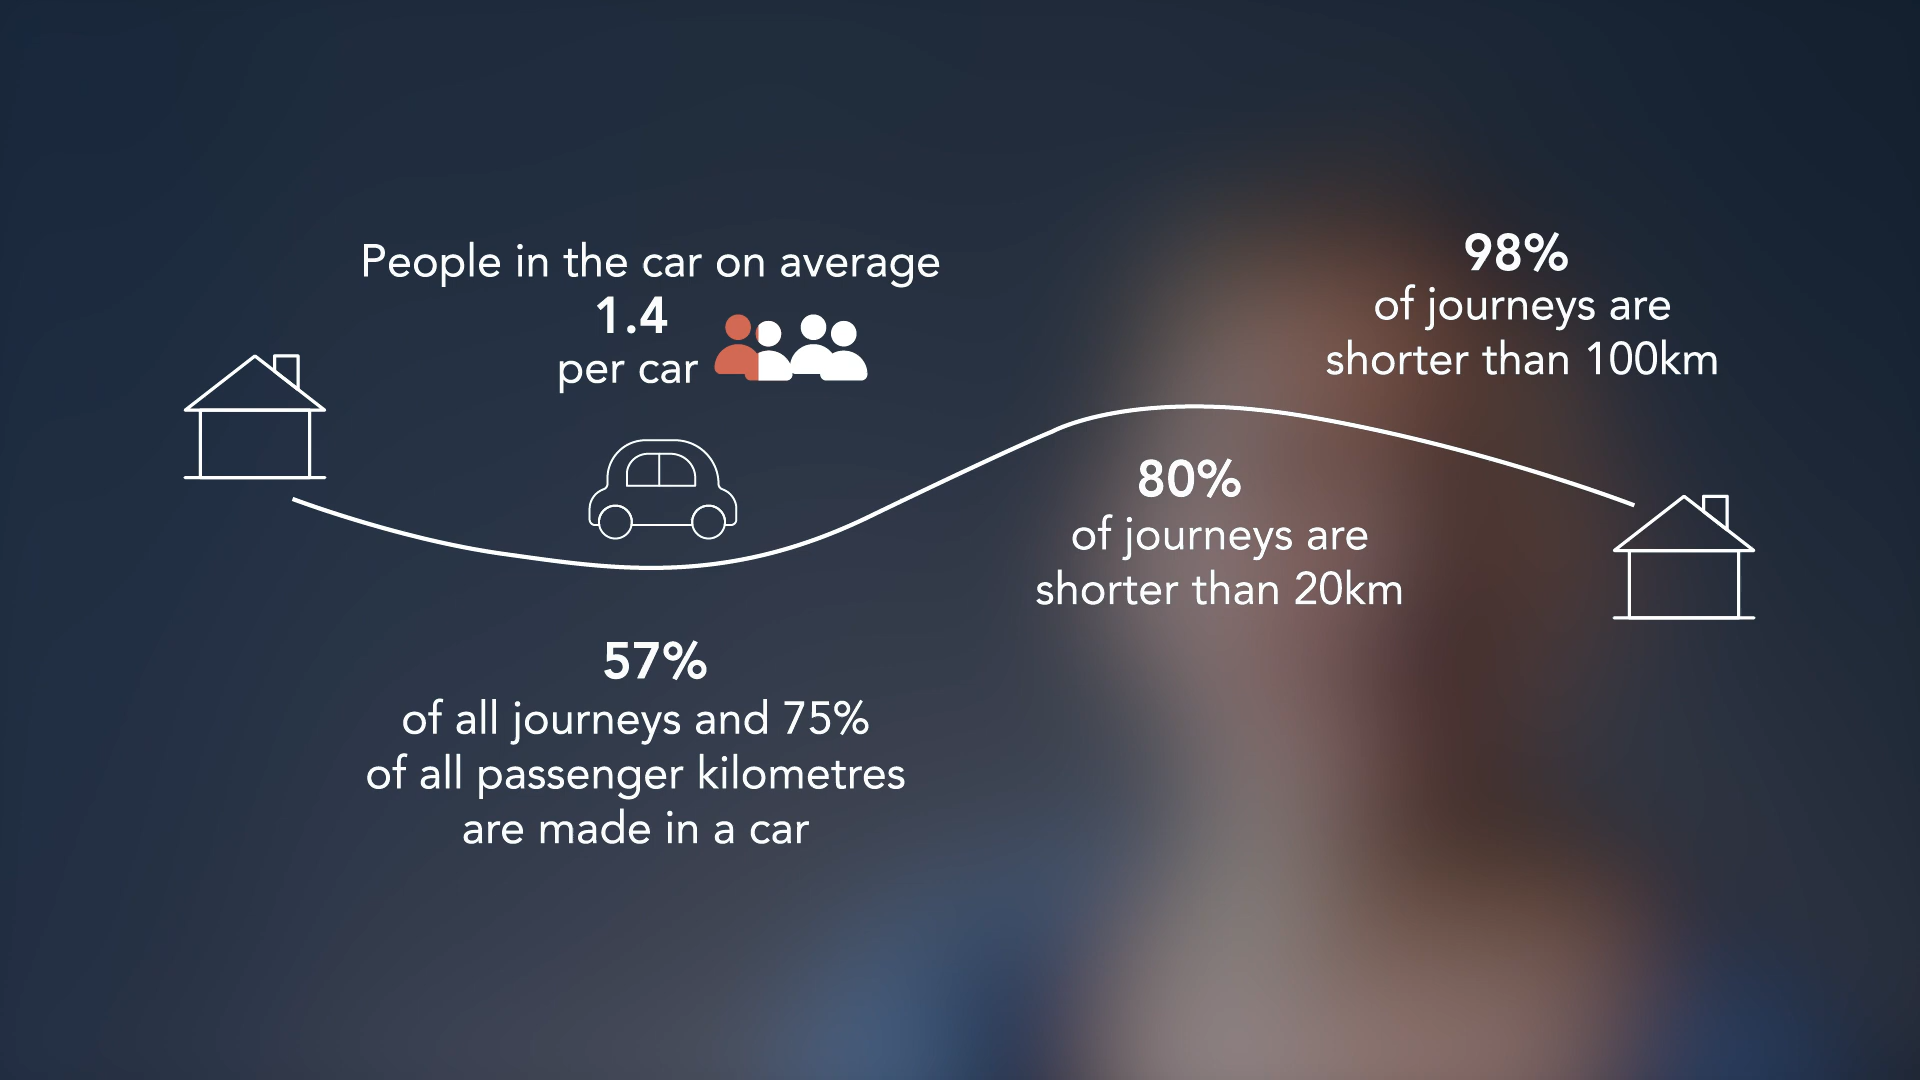 People in the car on average
1.4
per car
57%
of all journeys and 75%
of all passenger kilometres
are made in a car
80%
of journeys are
shorter than 20km
98%
of journeys are
shorter than 100km